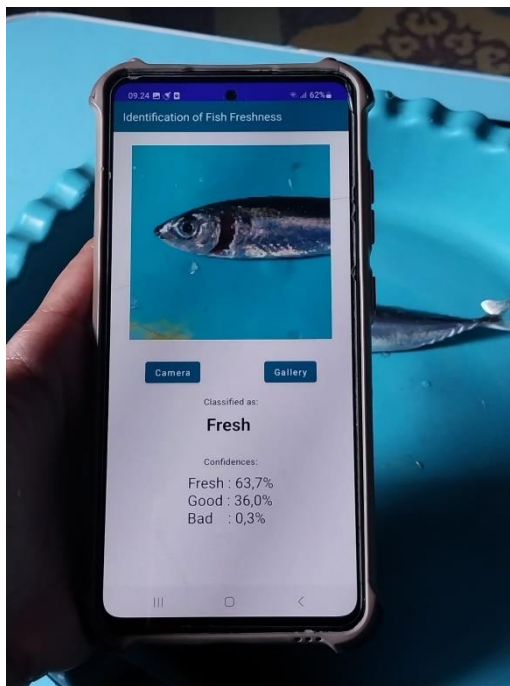 09.24 62%
Identification of Fish Freshness
Camera Gallery
Classified as:
Fresh
Confidences:
Fresh : 63,7%
Good : 36,0%
Bad : 0,3%